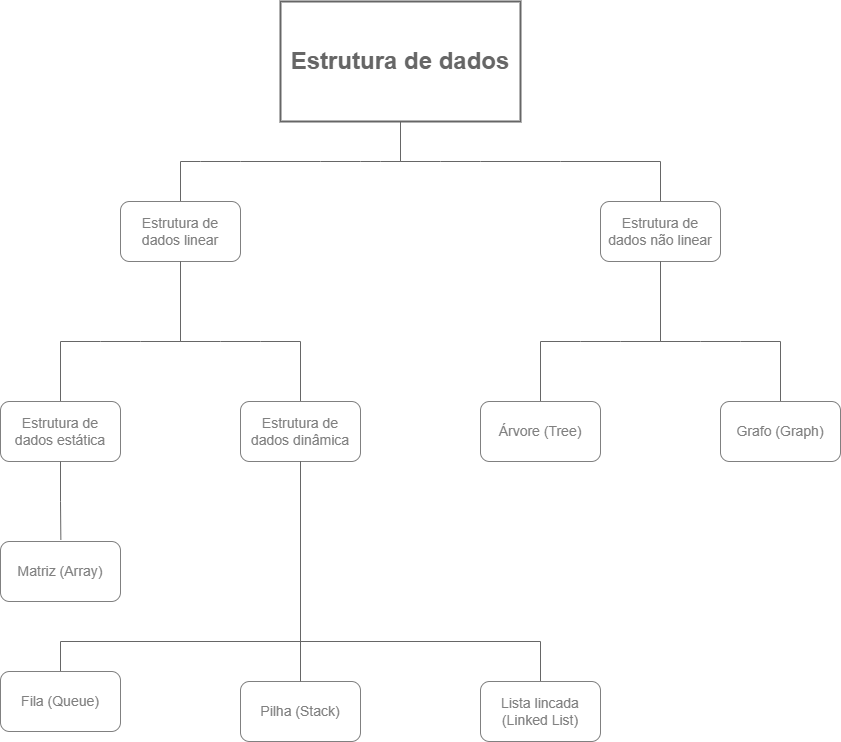 Estrutura de dados
Estrutura de
dados linear
Estrutura de
dados não linear
Estrutura de
dados estática
Estrutura de
dados dinâmica
Árvore (Tree)
Grafo (Graph)
Matriz (Array)
Fila (Queue)
Pilha (Stack)
Lista lincada
(Linked List)